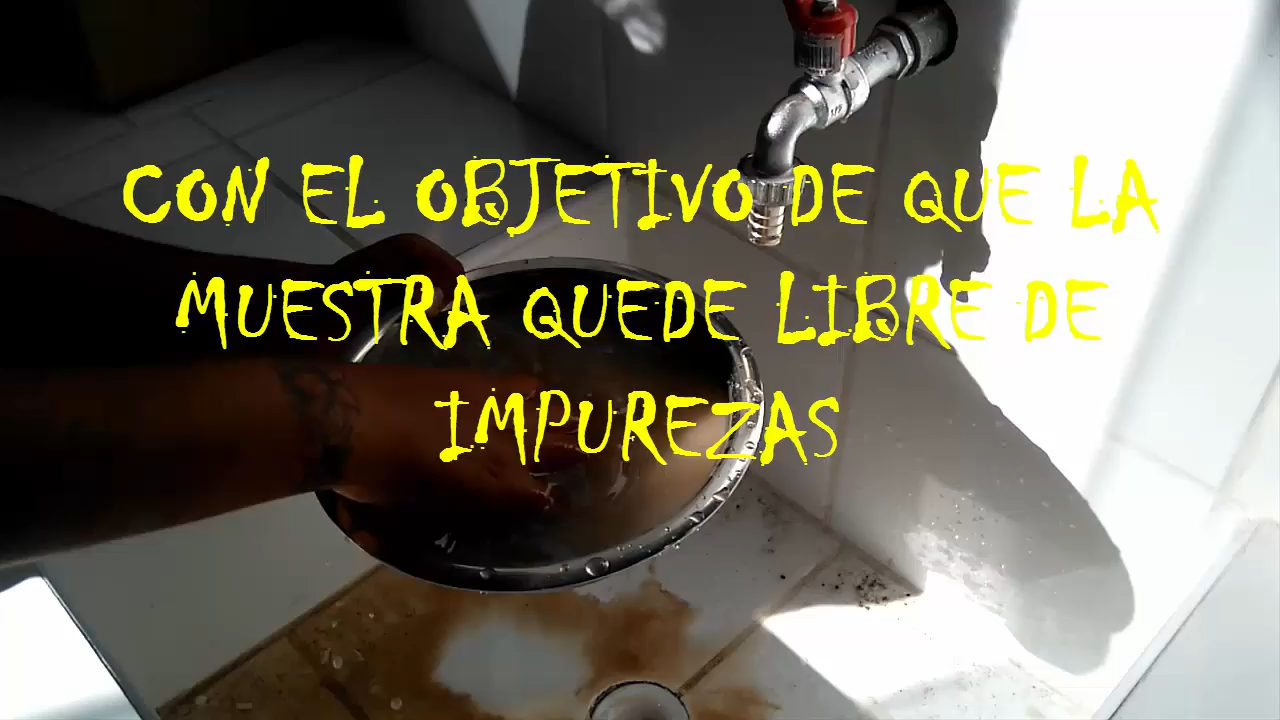 CON EL OBJETIVO DE QUE LA
MUESTRA QUEDE LIBRE DE
IMPUREZAS